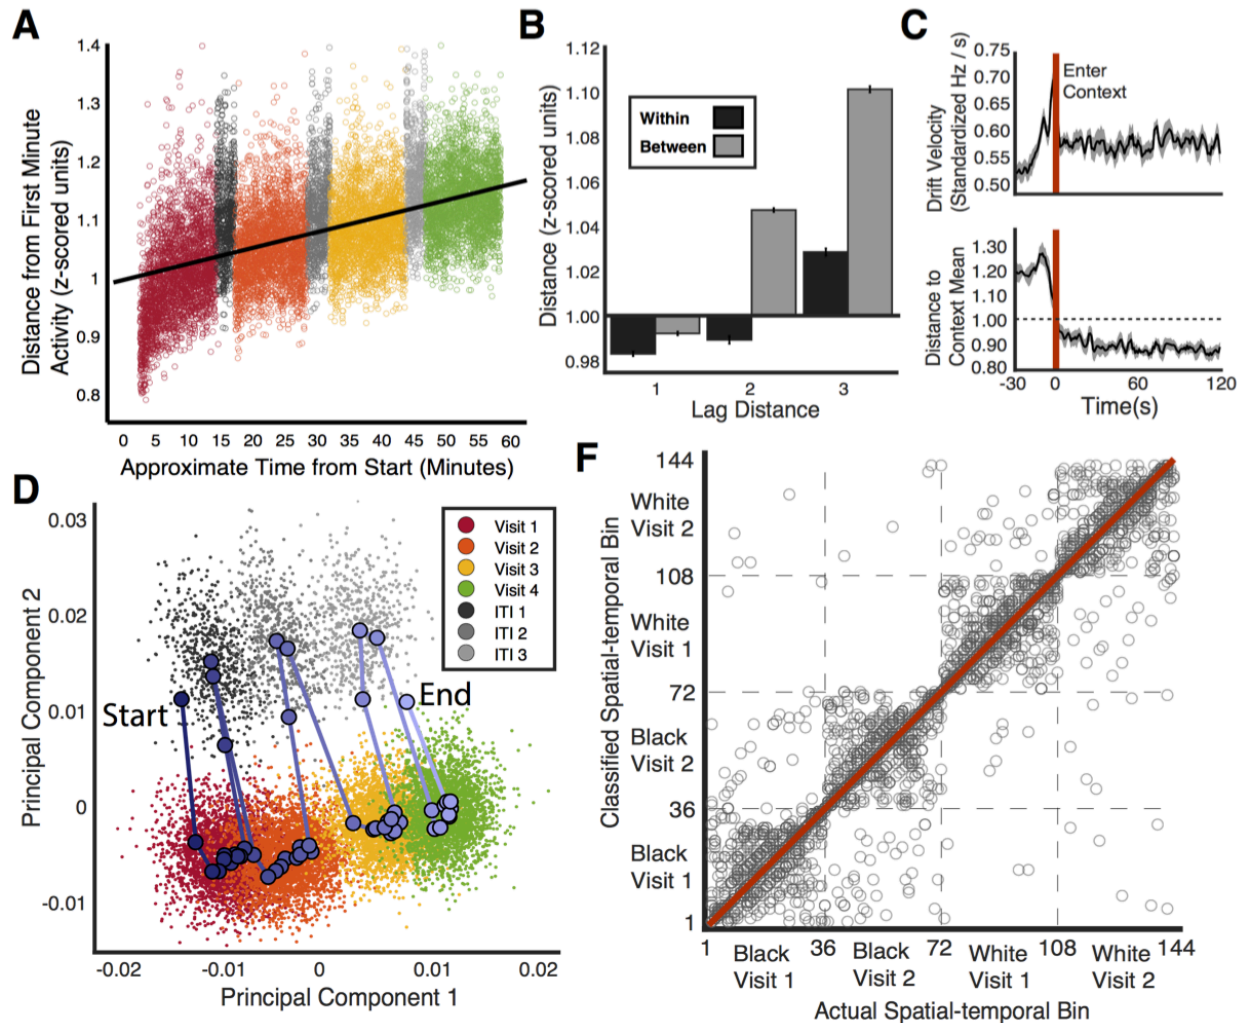 A
Distance from First Minute
Activity (z-scored units)
1.4
1.3
1.2
1.1
1
0.9
0.8
0 5 10 15 20 25 30 35 40 45 50 55 60
Approximate Time from Start (Minutes)
B
Distance (z-scored units)
1.12
1.10
1.08
1.06
1.04
1.02
1.00
0.98
Within
Between
1 2 3
Lag Distance
C
Drift Velocity
(Standardized Hz / s)
0.75
0.70
0.65
0.60
0.55
0.50
Enter
Context
Distance to
Context Mean
1.30
1.20
1.10
1.00
0.90
0.80
-30 0 60 120
Time(s)
D
Principal Component 2
0.03
0.02
0.01
0
-0.01
Visit 1
Visit 2
Visit 3
Visit 4
ITI 1
ITI 2
ITI 3
Start
End
-0.02 -0.01 0 0.01 0.02
Principal Component 1
F
Classified Spatial-temporal Bin
144
White
Visit 2
108
White
Visit 1
72
Black
Visit 2
36
Black
Visit 1
1
1 36 72 108 144
Black Black White White
Visit 1 Visit 2 Visit 1 Visit 2
Actual Spatial-temporal Bin